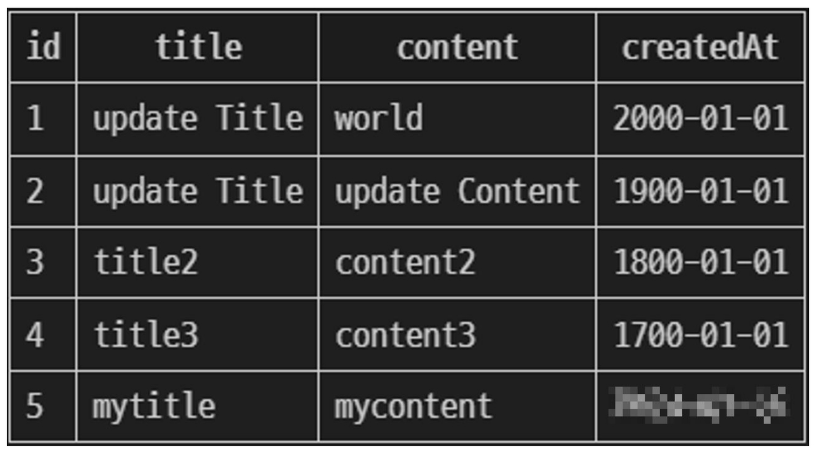 id title content createdAt
1 update Title world 2000-01-01
2 update Title update Content 1900-01-01
3 title2 content2 1800-01-01
4 title3 content3 1700-01-01
5 mytitle mycontent